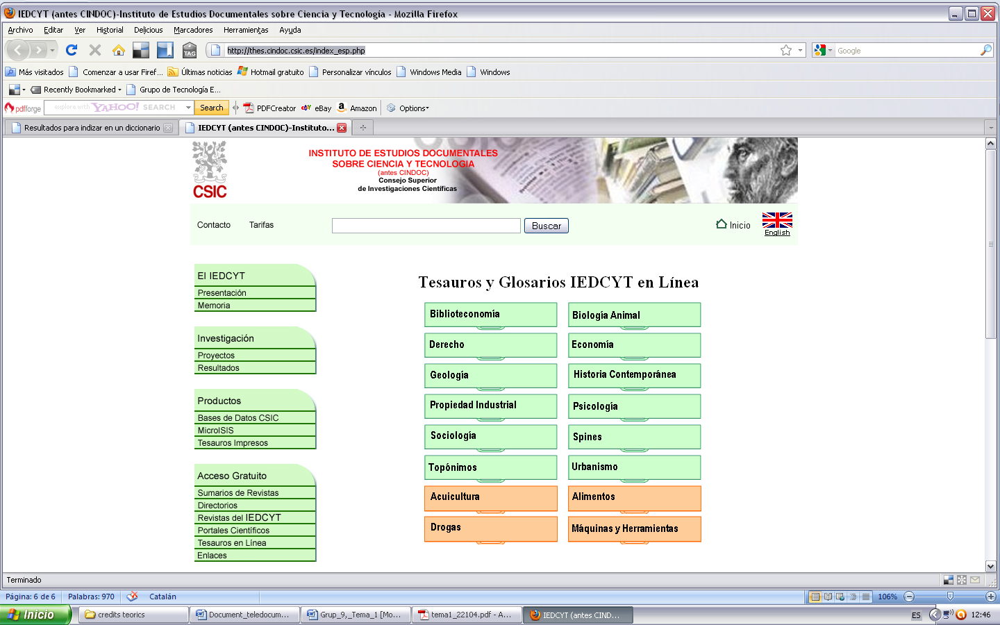 IEDCYT (antes CINDOC)-Instituto de Estudios Documentales sobre Ciencia y Tecnología - Mozilla Firefox
Archivo Editar Ver Historial Delicious Marcadores Herramientas Ayuda
TAG http://thes.cindoc.csic.es/index_esp.php Google
Más visitados Comenzar a usar Firef... Últimas noticias Hotmail gratuito Personalizar vínculos Windows Media Windows
Recently Bookmarked Grupo de Tecnología E...
pdfforge explore with YAHOO! SEARCH Search PDFCreator eBay Amazon Options
Resultados para indizar en un diccionario IEDCYT (antes CINDOC)-Instituto...
CSIC
INSTITUTO DE ESTUDIOS DOCUMENTALES
SOBRE CIENCIA Y TECNOLOGIA
(antes CINDOC)
Consejo Superior
de Investigaciones Científicas
Contacto Tarifas Buscar Inicio English
El IEDCYT
Presentación
Memoria
Investigación
Proyectos
Resultados
Productos
Bases de Datos CSIC
MicroISIS
Tesauros Impresos
Acceso Gratuito
Sumarios de Revistas
Directorios
Revistas del IEDCYT
Portales Científicos
Tesauros en Línea
Enlaces
Tesauros y Glosarios IEDCYT en Línea
Biblioteconomía Biología Animal
Derecho Economía
Geología Historia Contemporánea
Propiedad Industrial Psicología
Sociología Spines
Topónimos Urbanismo
Acuicultura Alimentos
Drogas Máquinas y Herramientas
Terminado
Página: 6 de 6 Palabras: 970 Catalán 106%
Inicio credits teorics Document_teledocum... Grup_9,_Tema_1 [Mo... tema1_22104.pdf - A... IEDCYT (antes CIND... ES 12:46